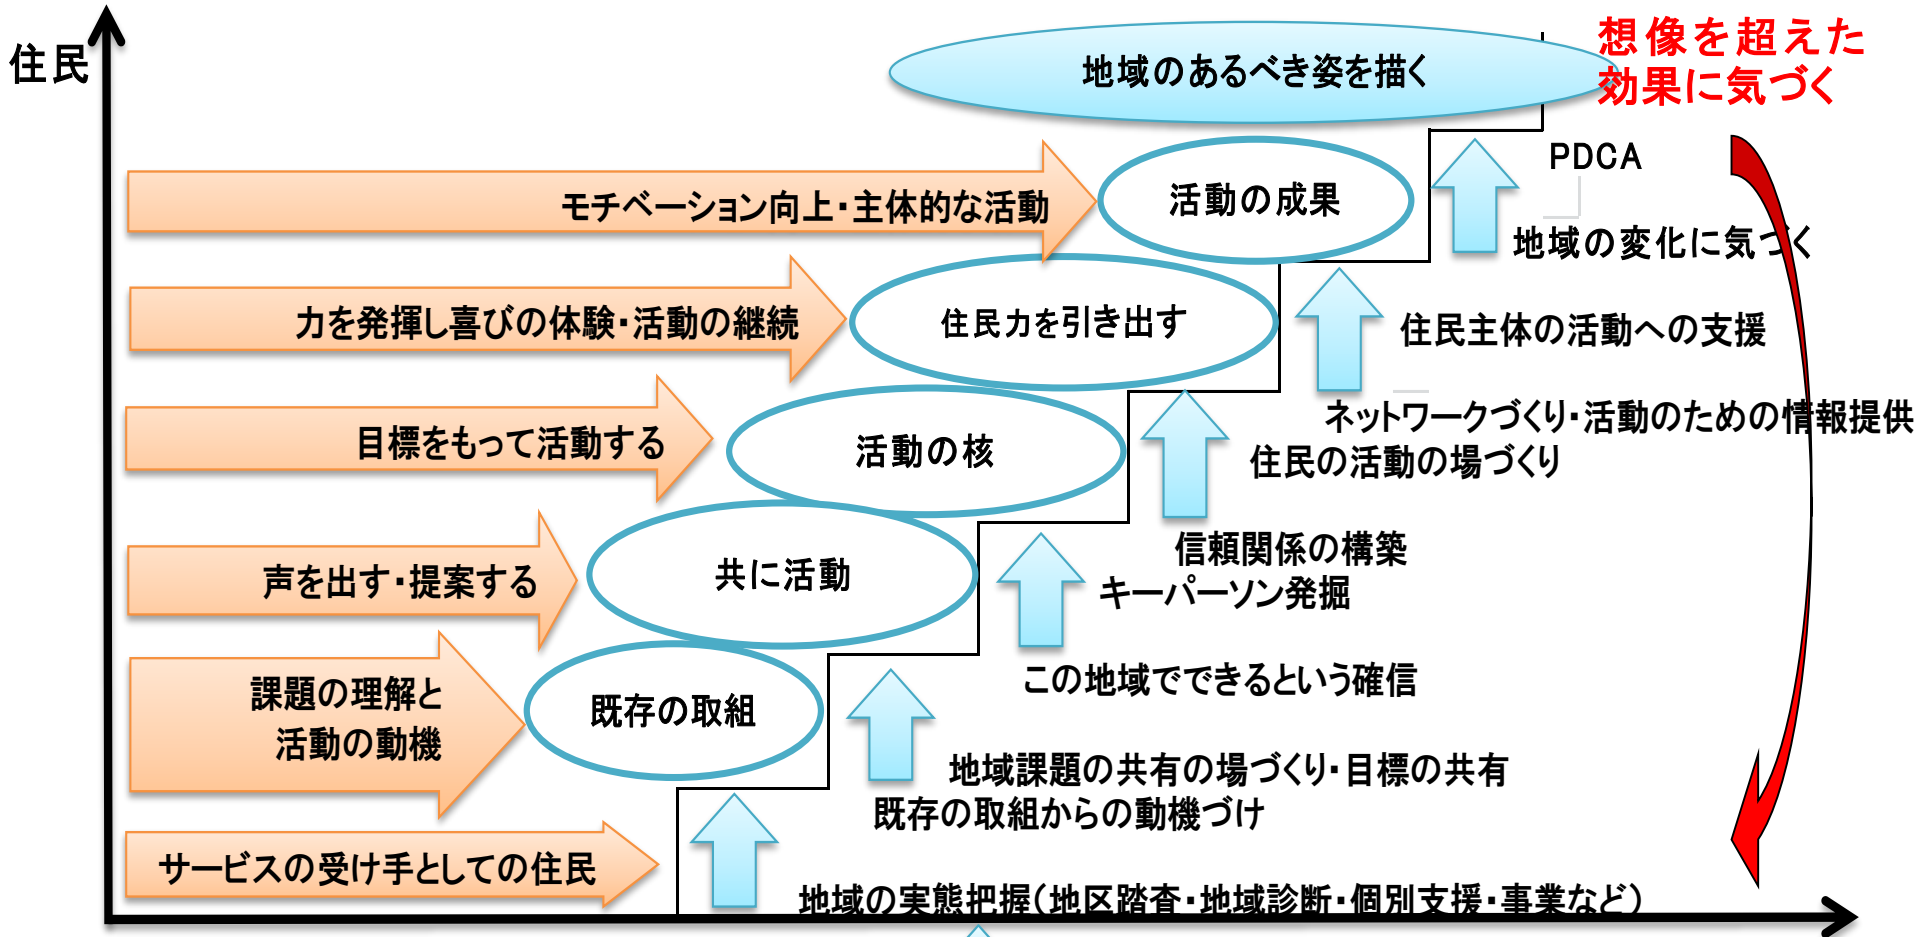 住民
地域のあるべき姿を描く
想像を超えた
効果に気づく
PDCA
モチベーション向上・主体的な活動
活動の成果
地域の変化に気づく
力を発揮し喜びの体験・活動の継続
住民力を引き出す
住民主体の活動への支援
ネットワークづくり・活動のための情報提供
目標をもって活動する
活動の核
住民の活動の場づくり
信頼関係の構築
声を出す・提案する
共に活動
キーパーソン発掘
この地域でできるという確信
課題の理解と
活動の動機
既存の取組
地域課題の共有の場づくり・目標の共有
既存の取組からの動機づけ
サービスの受け手としての住民
地域の実態把握(地区踏査・地域診断・個別支援・事業など)